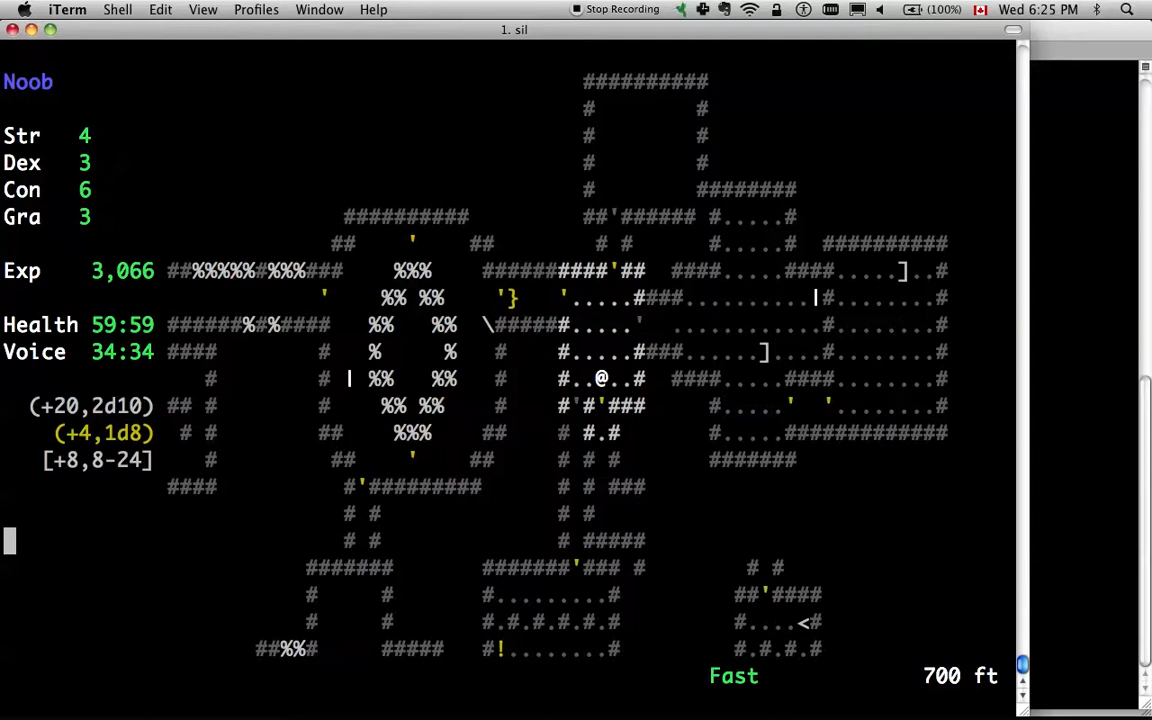 iTerm Shell Edit View Profiles Window Help Stop Recording (100%) Wed 6:25 PM
1. sil
Noob ##########
# #
Str 4 # #
Dex 3 # #
Con 6 # ########
Gra 3 ########## ##'###### #.....#
## ' ## # # #.....# ##########
Exp 3,066 ##%%%%%#%%%### %%% ##########'## ####.....####.....]..#
' %% %% '} '.....####...........|#........#
Health 59:59 ######%#%#### %% %% \#####​#.....' ............#........#
Voice 34:34 #### # % % # #.....####......]....#........#
# # | %% %% # #..@..# ####.....####........#
(+20,2d10) ## # # %% %% # #'#'### #.....' '........#
(+4,1d8) # # ## %%% ## # #.# #.....#############
[+8,8-24] # ## ' ## # # # #######
#### #'######### # # ###
# # # #
# # # #####
####### #######'### # # #
# # #.........# ##'####
# # #.#.#.#.#.# #....<#
##%%# ##### #!........# #.#.#.#
Fast 700 ft